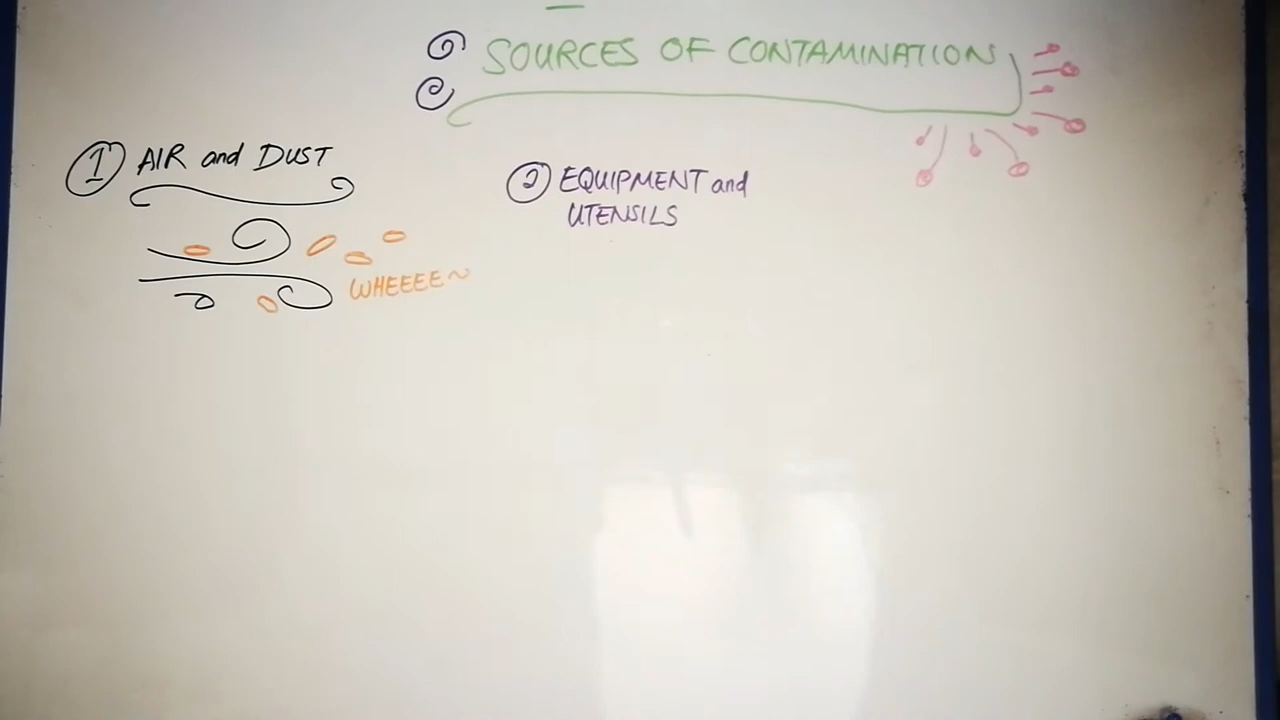 SOURCES OF CONTAMINATION
1 AIR and DUST
WHEEEE~
2 EQUIPMENT and
UTENSILS